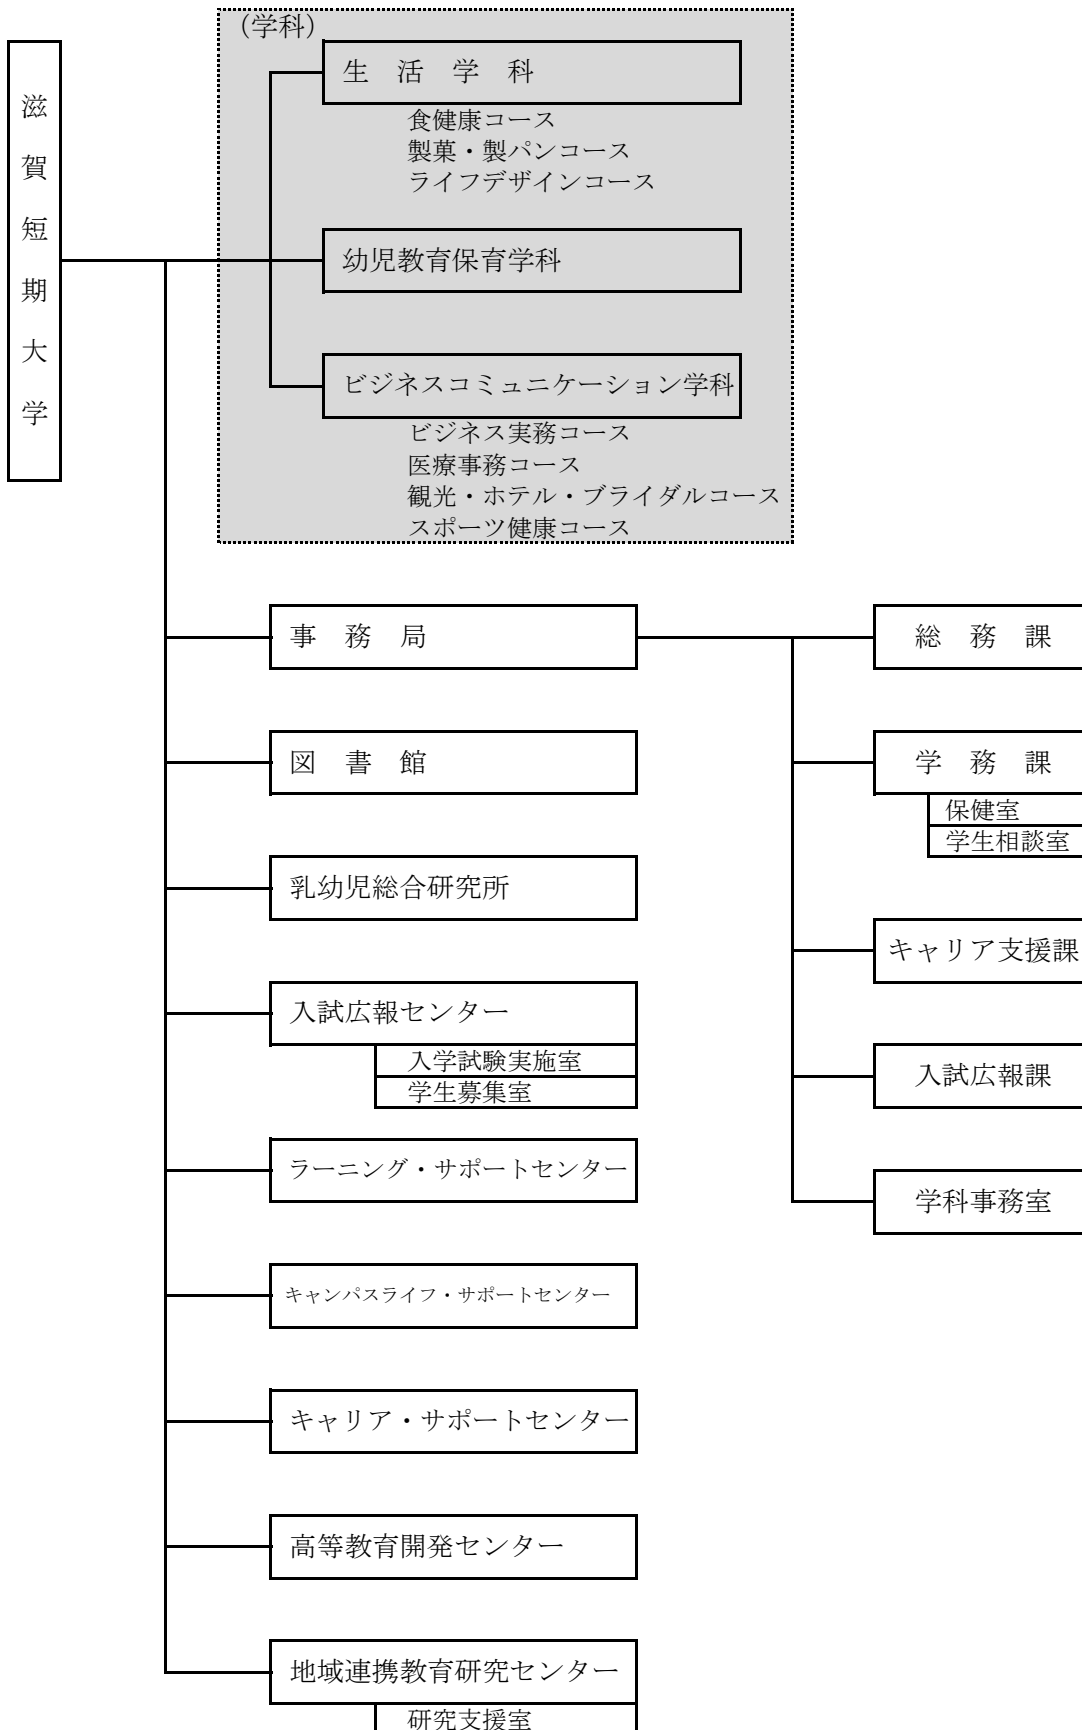 滋賀短期大学
（学科）
生　活　学　科
食健康コース
製菓・製パンコース
ライフデザインコース
幼児教育保育学科
ビジネスコミュニケーション学科
ビジネス実務コース
医療事務コース
観光・ホテル・ブライダルコース
スポーツ健康コース
事　務　局
総　務　課
図　書　館
学　務　課
保健室
学生相談室
乳幼児総合研究所
キャリア支援課
入試広報センター
入学試験実施室
学生募集室
入試広報課
ラーニング・サポートセンター
学科事務室
キャンパスライフ・サポートセンター
キャリア・サポートセンター
高等教育開発センター
地域連携教育研究センター
研究支援室